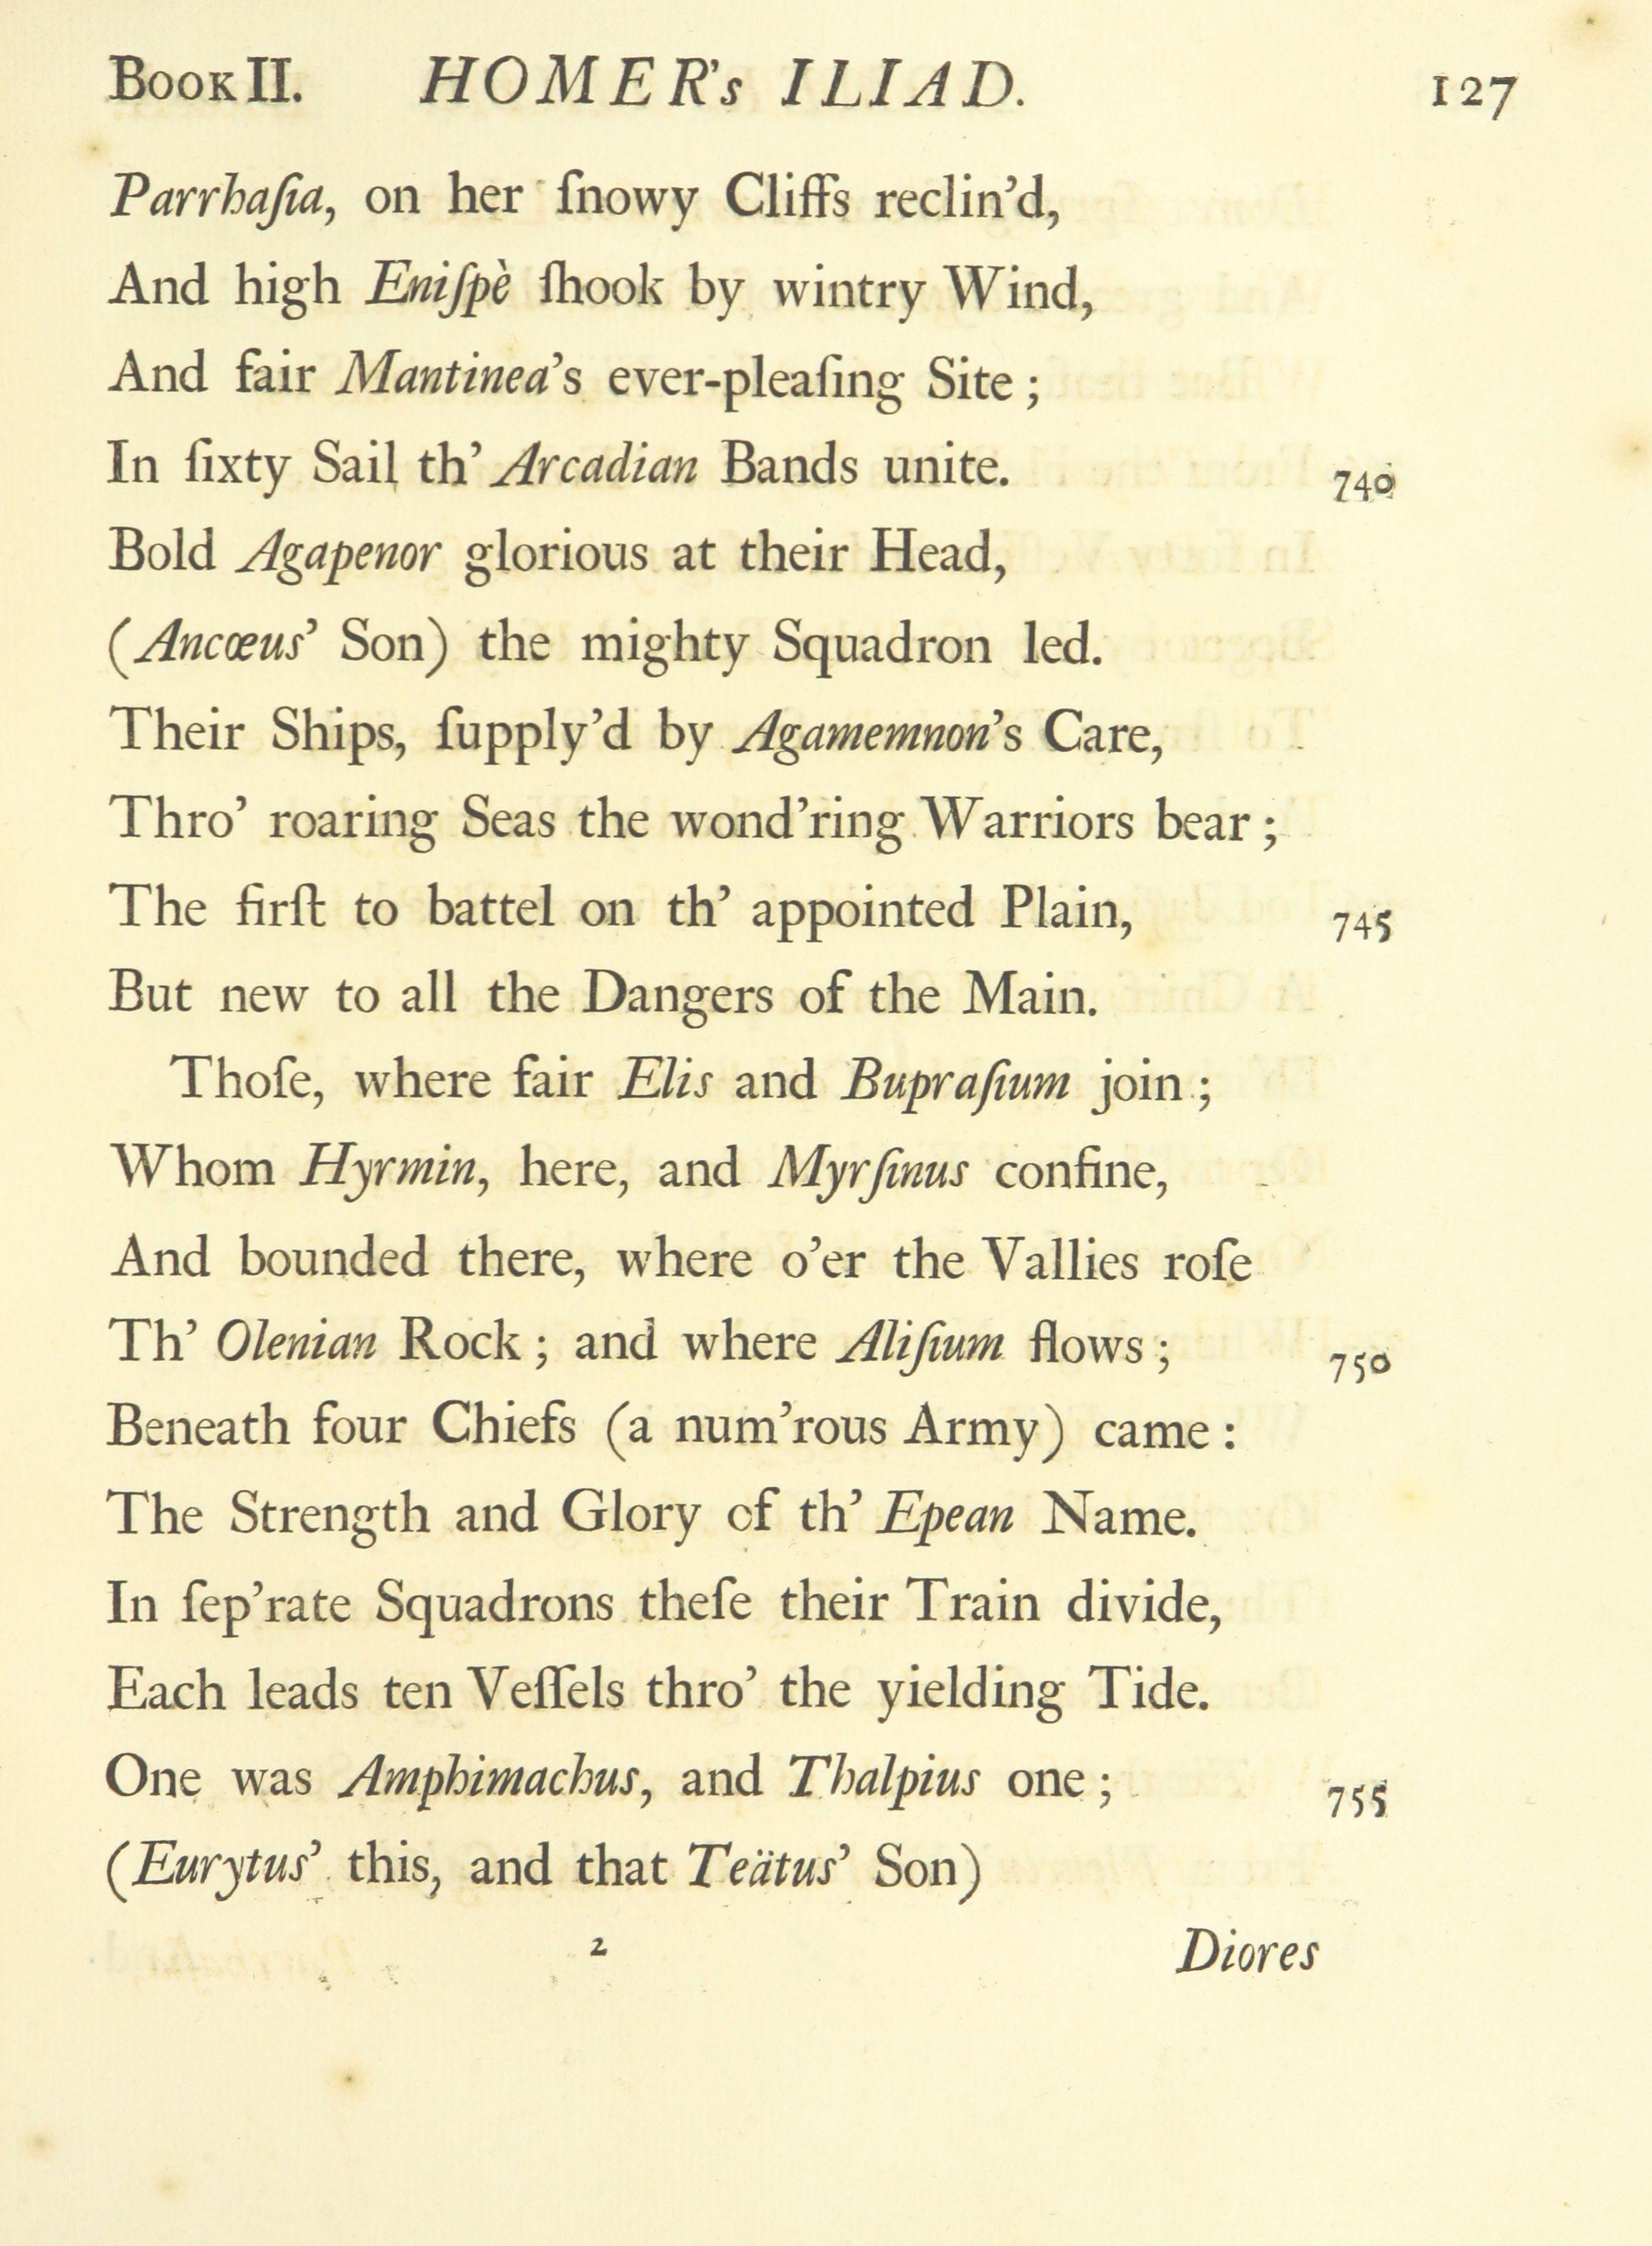 BOOK II. HOMER's ILIAD. 127
Parrhaſia, on her ſnowy Cliffs reclin'd,
And high Eniſpè ſhook by wintry Wind,
And fair Mantinea's ever-pleaſing Site;
In ſixty Sail th' Arcadian Bands unite. 740
Bold Agapenor glorious at their Head,
(Ancœus' Son) the mighty Squadron led.
Their Ships, ſupply'd by Agamemnon's Care,
Thro' roaring Seas the wond'ring Warriors bear;
The firſt to battel on th' appointed Plain, 745
But new to all the Dangers of the Main.
Thoſe, where fair Elis and Bupraſium join;
Whom Hyrmin, here, and Myrſinus confine,
And bounded there, where o'er the Vallies roſe
Th' Olenian Rock; and where Aliſium flows; 750
Beneath four Chiefs (a num'rous Army) came:
The Strength and Glory of th' Epean Name.
In ſep'rate Squadrons theſe their Train divide,
Each leads ten Veſſels thro' the yielding Tide.
One was Amphimachus, and Thalpius one; 755
(Eurytus' this, and that Teätus' Son)
2 Diores